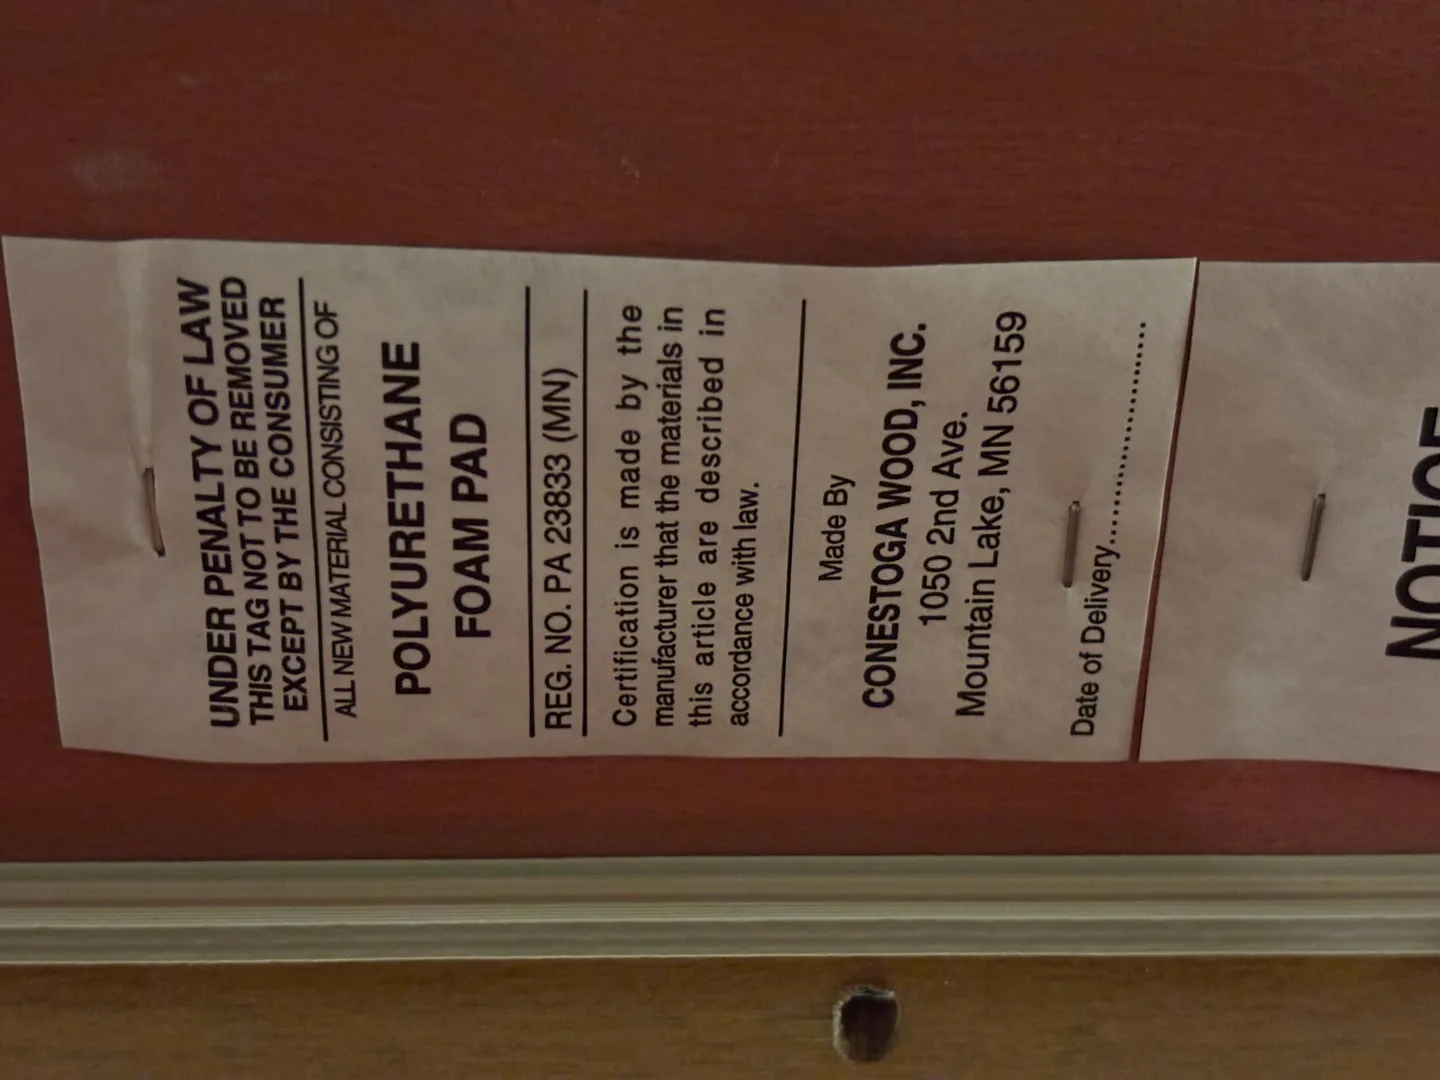 UNDER PENALTY OF LAW
THIS TAG NOT TO BE REMOVED
EXCEPT BY THE CONSUMER
ALL NEW MATERIAL CONSISTING OF
POLYURETHANE
FOAM PAD
REG. NO. PA 23833 (MN)
Certification is made by the
manufacturer that the materials in
this article are described in
accordance with law.
Made By
CONESTOGA WOOD, INC.
1050 2nd Ave.
Mountain Lake, MN 56159
Date of Delivery..............................
NOTICE